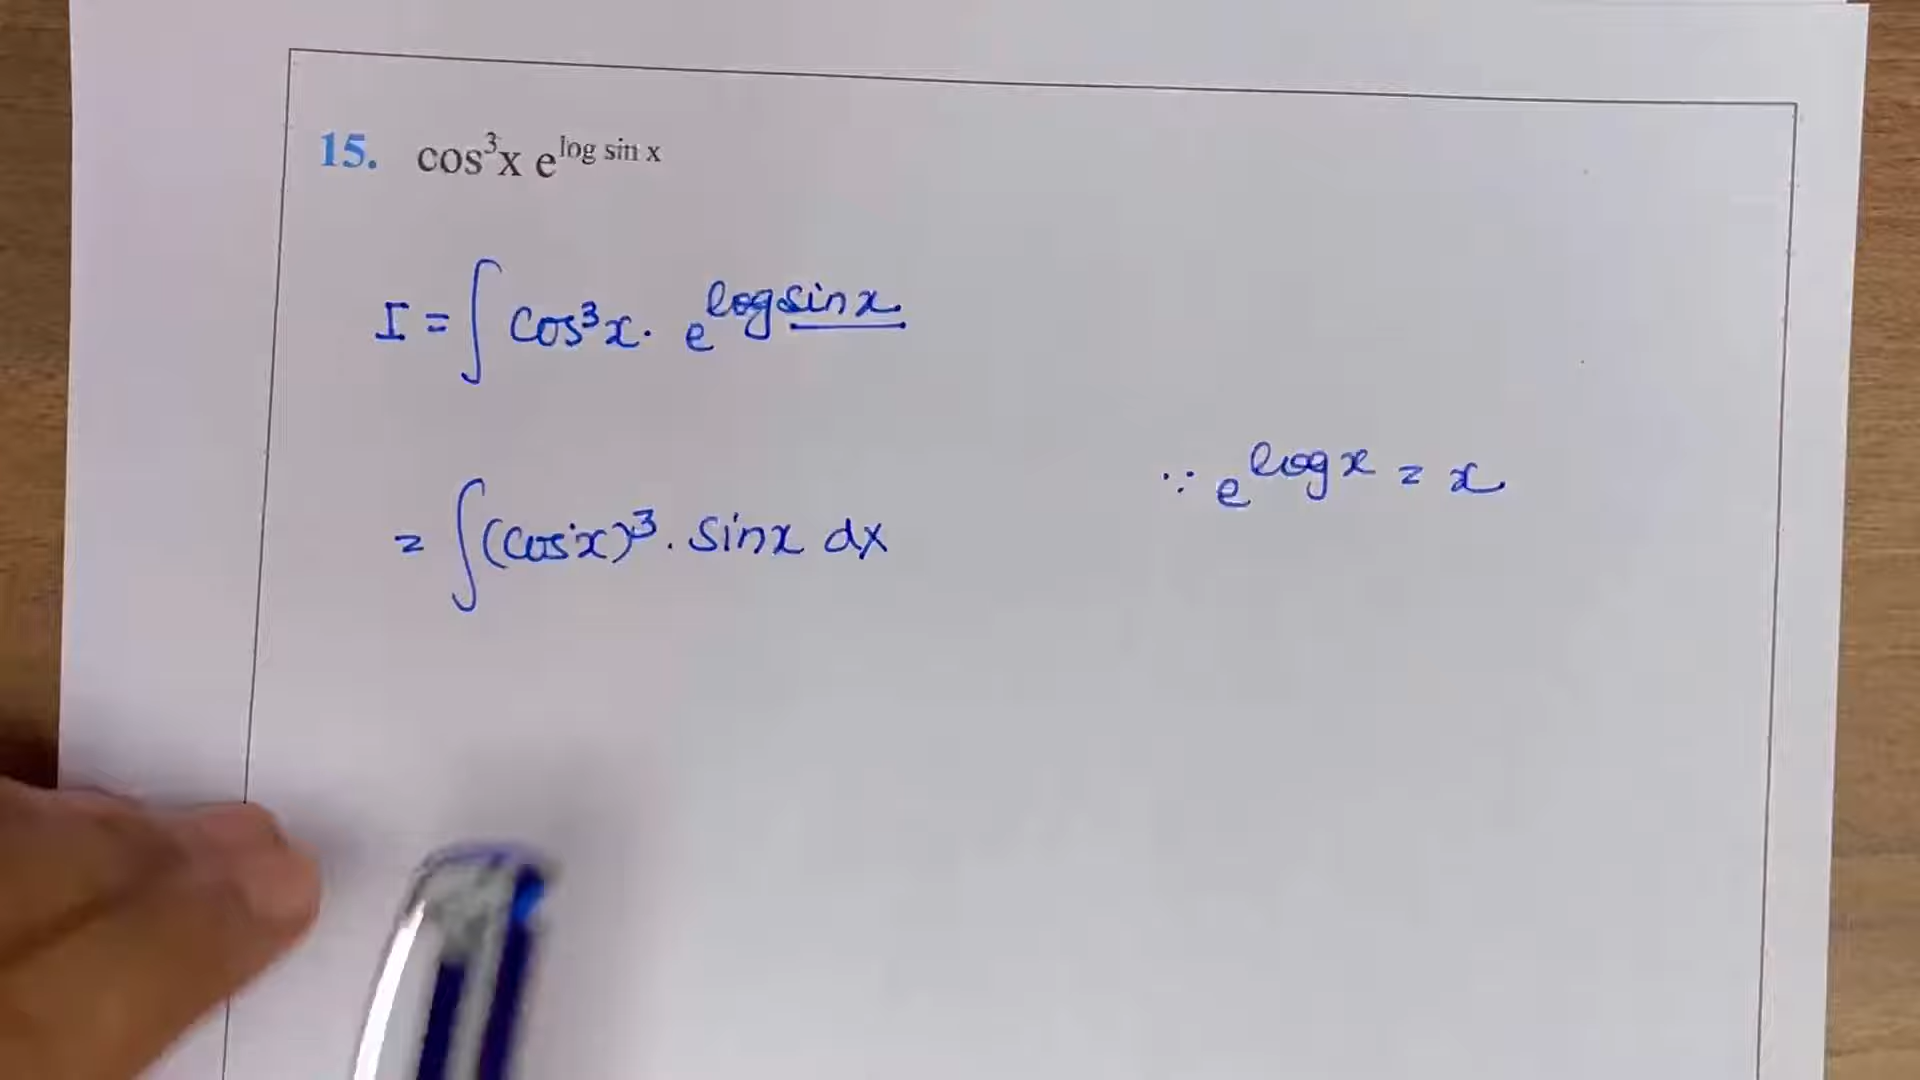 15. cos³x e^(log sin x)
I = ∫ cos³x · e^(log sin x)
∵ e^(log x) = x
= ∫ (cos x)³ · sin x dx